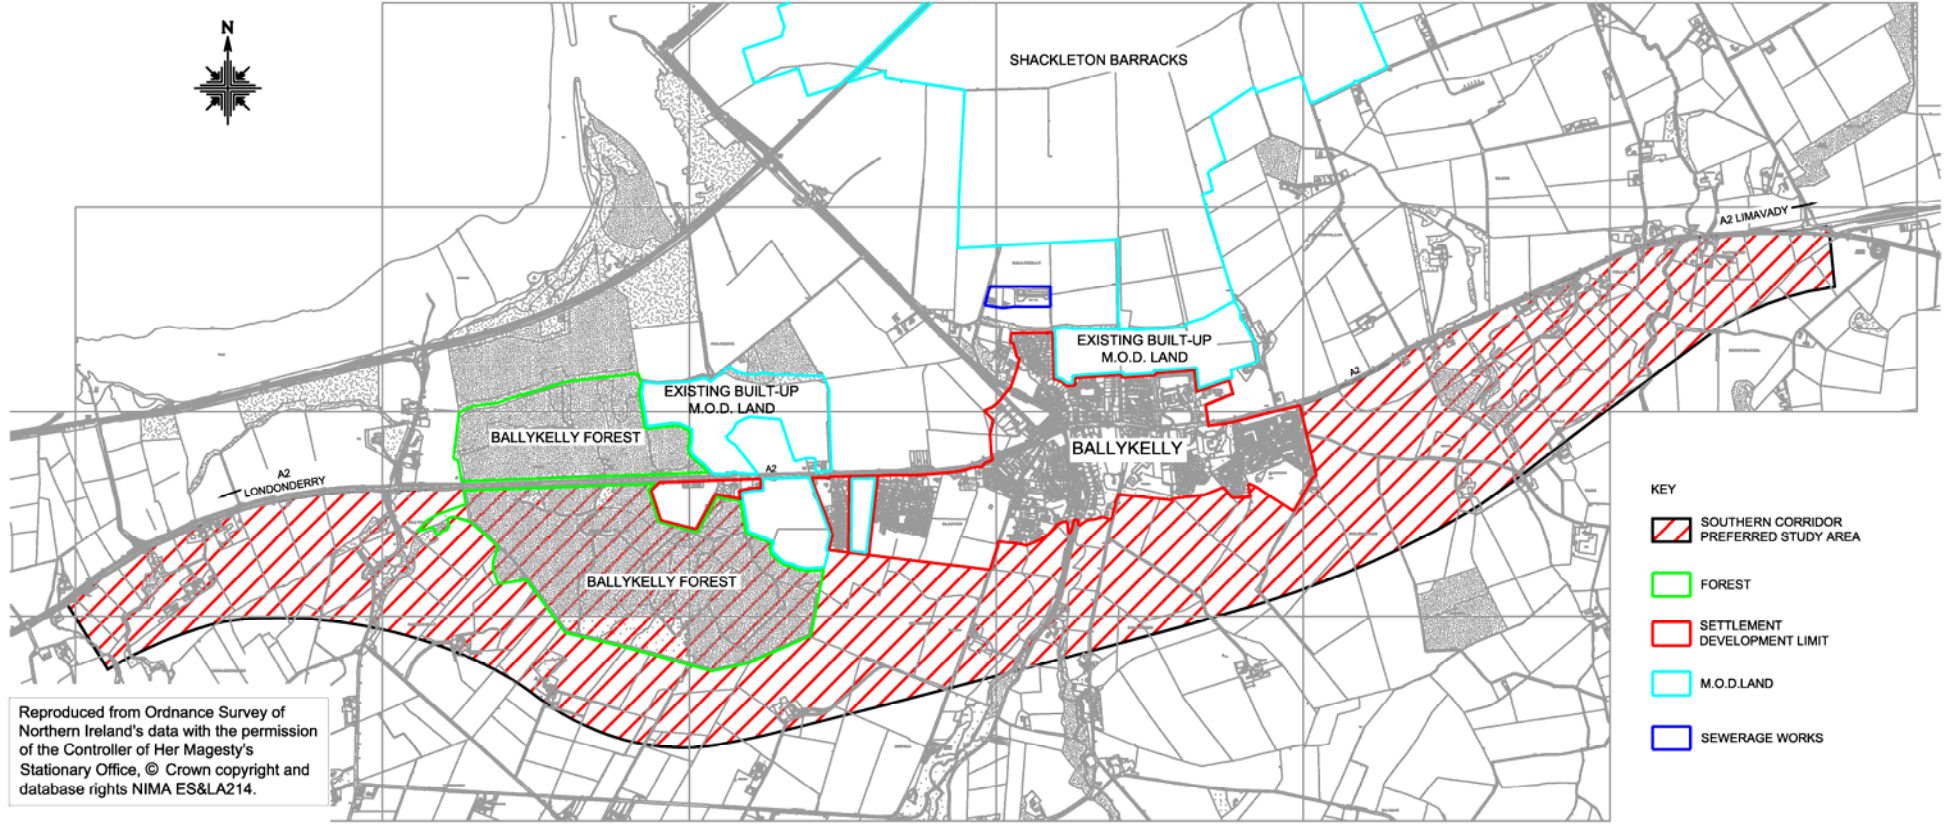 N
SHACKLETON BARRACKS
A2 LIMAVADY
EXISTING BUILT-UP
M.O.D. LAND
A2
EXISTING BUILT-UP
M.O.D. LAND
BALLYKELLY FOREST
BALLYKELLY
A2
A2
LONDONDERRY
BALLYKELLY FOREST
KEY
SOUTHERN CORRIDOR
PREFERRED STUDY AREA
FOREST
SETTLEMENT
DEVELOPMENT LIMIT
M.O.D.LAND
SEWERAGE WORKS
Reproduced from Ordnance Survey of
Northern Ireland's data with the permission
of the Controller of Her Magesty's
Stationary Office, © Crown copyright and
database rights NIMA ES&LA214.